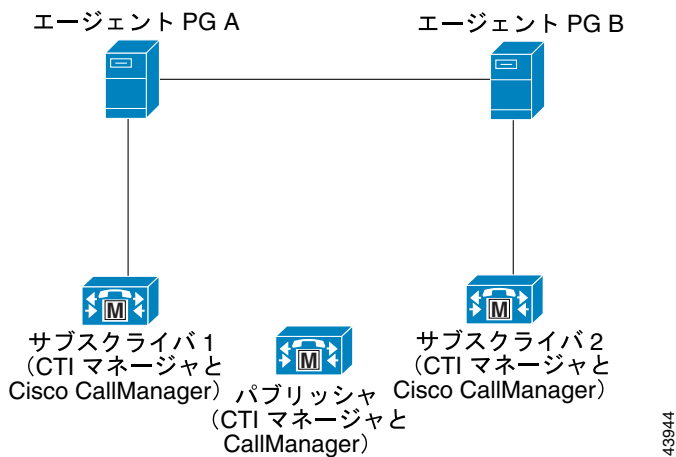 エージェント PG A
エージェント PG B
M
M
M
サブスクライバ 1
（CTI マネージャと
Cisco CallManager）
パブリッシャ
（CTI マネージャと
CallManager）
サブスクライバ 2
（CTI マネージャと
Cisco CallManager）
43944